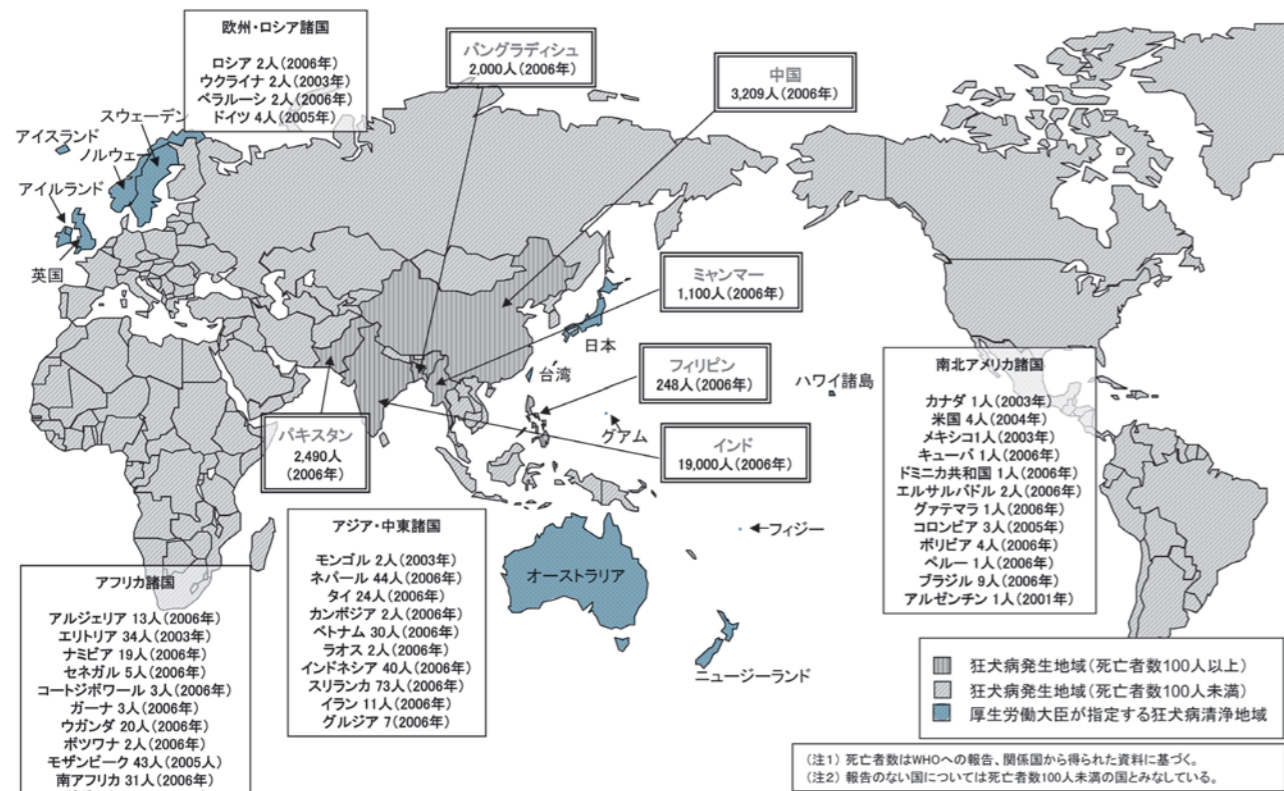 欧州・ロシア諸国
ロシア 2人(2006年)
ウクライナ 2人(2003年)
ベラルーシ 2人(2006年)
ドイツ 4人(2005年)
バングラディシュ
2,000人(2006年)
中国
3,209人(2006年)
スウェーデン
アイスランド
ノルウェー
アイルランド
英国
ミャンマー
1,100人(2006年)
日本
台湾
フィリピン
248人(2006年)
ハワイ諸島
グアム
パキスタン
2,490人
(2006年)
インド
19,000人(2006年)
南北アメリカ諸国
カナダ 1人(2003年)
米国 4人(2004年)
メキシコ1人(2003年)
キューバ 1人(2006年)
ドミニカ共和国 1人(2006年)
エルサルバドル 2人(2006年)
グァテマラ 1人(2006年)
コロンビア 3人(2005年)
ボリビア 4人(2006年)
ペルー 1人(2006年)
ブラジル 9人(2006年)
アルゼンチン 1人(2001年)
フィジー
オーストラリア
ニュージーランド
アジア・中東諸国
モンゴル 2人(2003年)
ネパール 44人(2006年)
タイ 24人(2006年)
カンボジア 2人(2006年)
ベトナム 30人(2006年)
ラオス 2人(2006年)
インドネシア 40人(2006年)
スリランカ 73人(2006年)
イラン 11人(2006年)
グルジア 7(2006年)
アフリカ諸国
アルジェリア 13人(2006年)
エリトリア 34人(2003年)
ナミビア 19人(2006年)
セネガル 5人(2006年)
コートジボワール 3人(2006年)
ガーナ 3人(2006年)
ウガンダ 20人(2006年)
ボツワナ 2人(2006年)
モザンビーク 43人(2005人)
南アフリカ 31人(2006年)
狂犬病発生地域(死亡者数100人以上)
狂犬病発生地域(死亡者数100人未満)
厚生労働大臣が指定する狂犬病清浄地域
(注1) 死亡者数はWHOへの報告、関係国から得られた資料に基づく。
(注2) 報告のない国については死亡者数100人未満の国とみなしている。